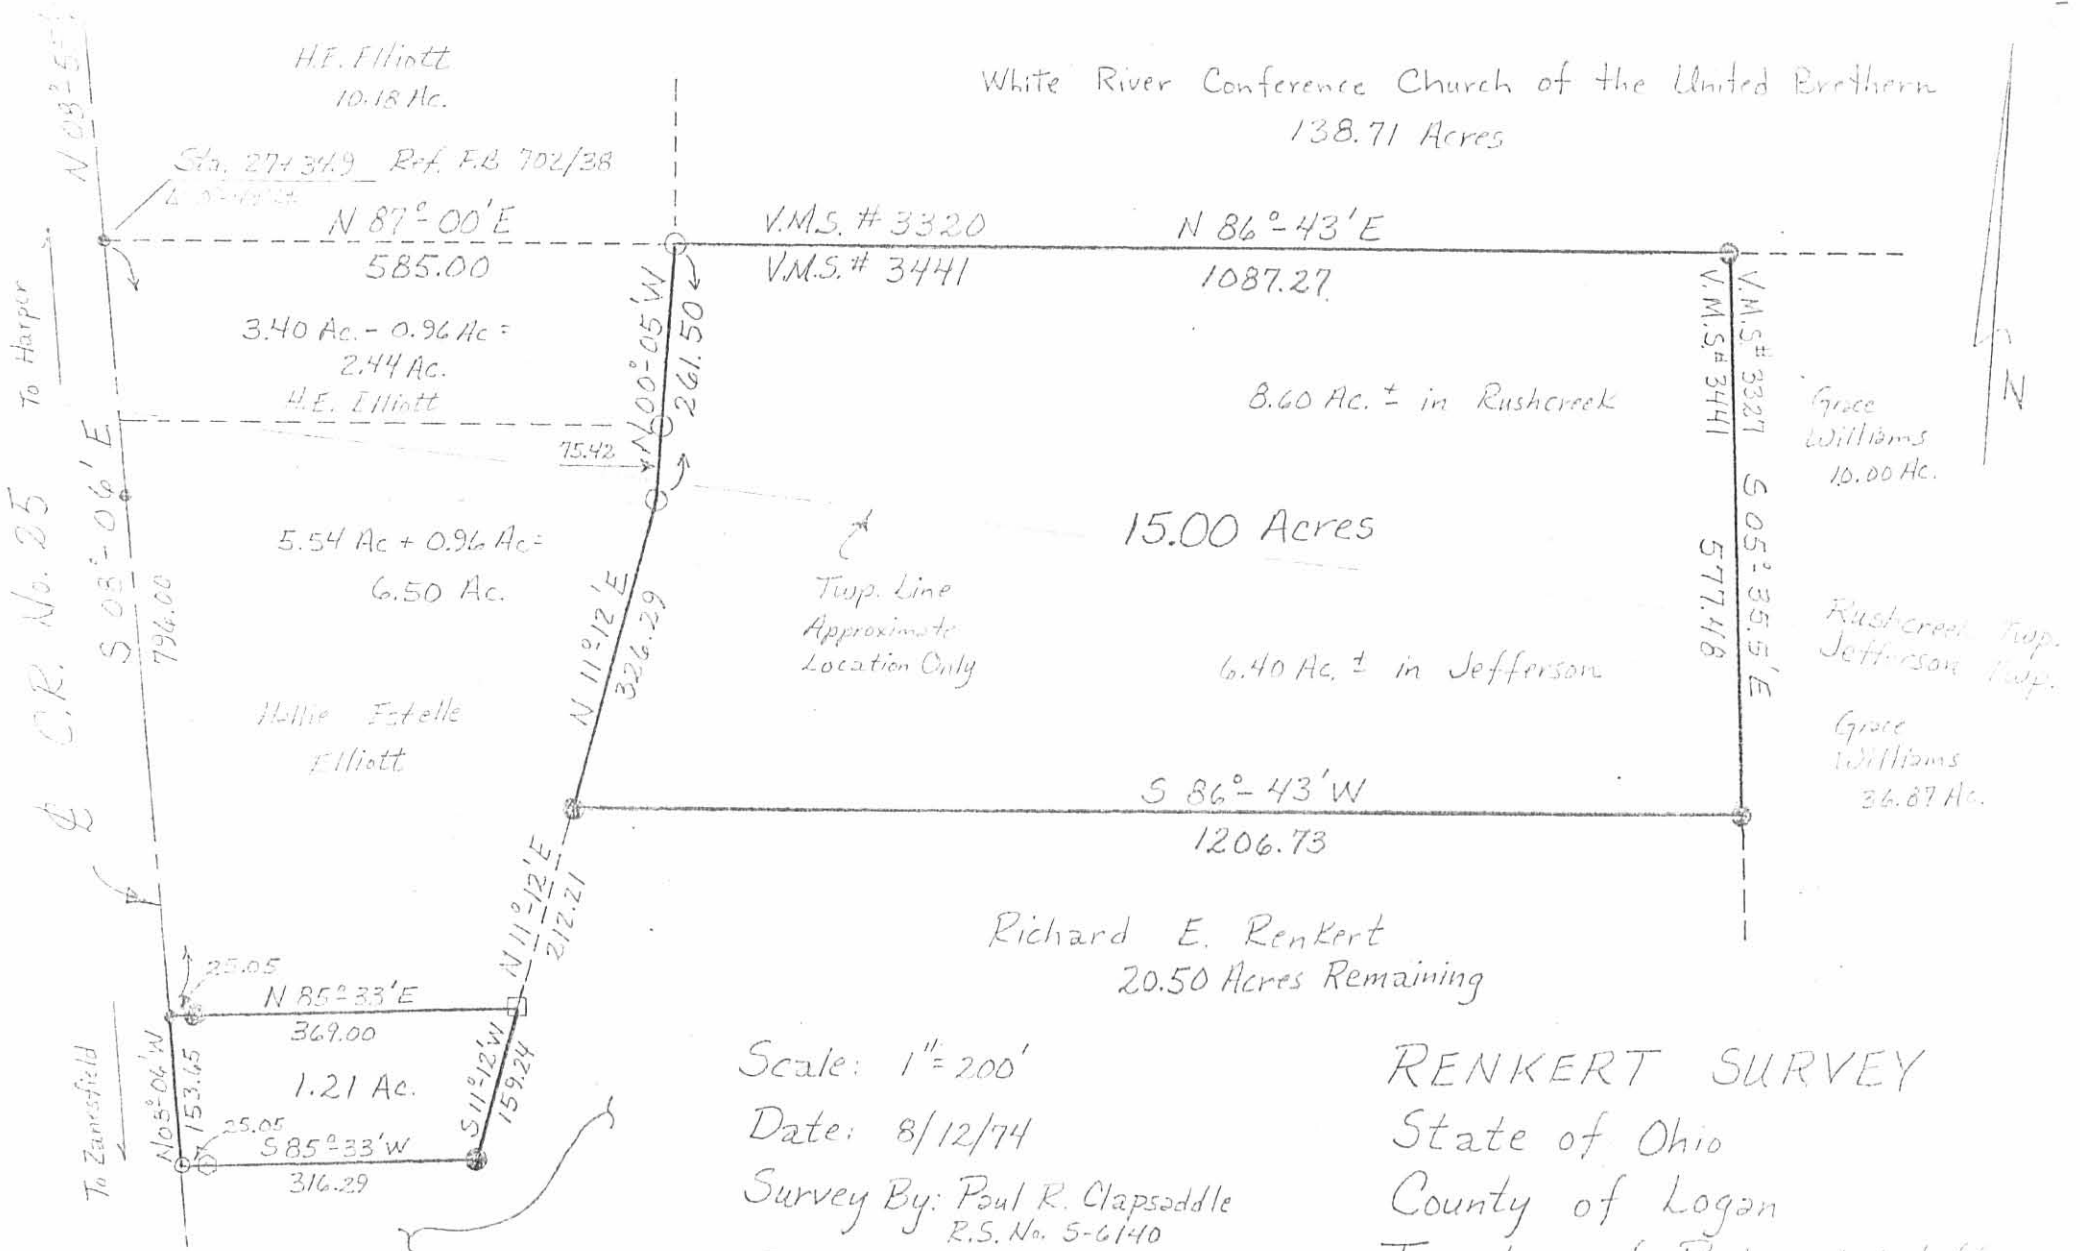 H.E. Elliott
10.18 Ac.
White River Conference Church of the United Brethern
138.71 Acres
Sta. 27+34.9 Ref. F.B 702/38
N 87°-00'E
585.00
V.M.S. # 3320
V.M.S. # 3441
N 86°-43'E
1087.27
To Harper
3.40 Ac. - 0.96 Ac =
2.44 Ac.
H.E. Elliott
N 00°-05'W
261.50
75.42
8.60 Ac. ± in Rushcreek
V.M.S.# 3327
V.M.S.# 3441
S 05°-35.5'E
577.48
Grace
Williams
10.00 Ac.
N
℄ C.R. No. 25
S 03°-06'E
796.00
5.54 Ac + 0.96 Ac =
6.50 Ac.
Hallie Estelle
Elliott
N 11°-12'E
326.29
15.00 Acres
Twp. Line
Approximate
Location Only
6.40 Ac. ± in Jefferson
Rushcreek Twp.
Jefferson Twp.
Grace
Williams
36.87 Ac.
S 86°-43'W
1206.73
N 11°-12'E
212.21
Richard E. Renkert
20.50 Acres Remaining
25.05
N 85°-33'E
369.00
1.21 Ac.
N 03°-06'W
153.65
S 11°-12'W
159.24
25.05
S 85°-33'W
316.29
To Zanesfield
Scale: 1"=200'
Date: 8/12/74
Survey By: Paul R. Clapsaddle
R.S. No. S-6140
RENKERT SURVEY
State of Ohio
County of Logan